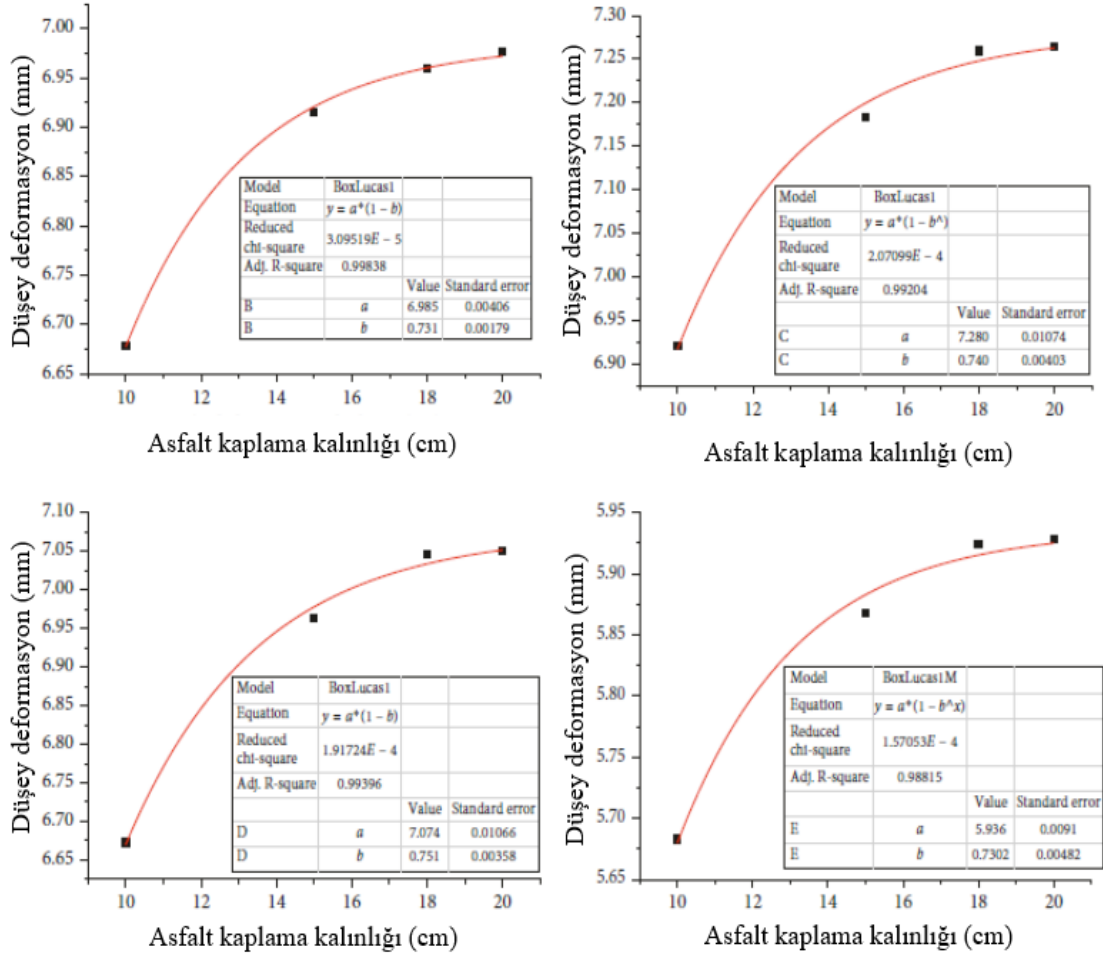 Düşey deformasyon (mm)
7.00
6.95
6.90
6.85
6.80
6.75
6.70
6.65
Model BoxLucas1
Equation y = a*(1 − b)
Reduced
chi-square 3.09519E − 5
Adj. R-square 0.99838
Value Standard error
B a 6.985 0.00406
B b 0.731 0.00179
10 12 14 16 18 20
Asfalt kaplama kalınlığı (cm)
Düşey deformasyon (mm)
7.30
7.25
7.20
7.15
7.10
7.05
7.00
6.95
6.90
Model BoxLucas1
Equation y = a*(1 − b^)
Reduced
chi-square 2.07099E − 4
Adj. R-square 0.99204
Value Standard error
C a 7.280 0.01074
C b 0.740 0.00403
10 12 14 16 18 20
Asfalt kaplama kalınlığı (cm)
Düşey deformasyon (mm)
7.10
7.05
7.00
6.95
6.90
6.85
6.80
6.75
6.70
6.65
Model BoxLucas1
Equation y = a*(1 − b)
Reduced
chi-square 1.91724E − 4
Adj. R-square 0.99396
Value Standard error
D a 7.074 0.01066
D b 0.751 0.00358
10 12 14 16 18 20
Asfalt kaplama kalınlığı (cm)
Düşey deformasyon (mm)
5.95
5.90
5.85
5.80
5.75
5.70
5.65
Model BoxLucas1M
Equation y = a*(1 − b^x)
Reduced
chi-square 1.57053E − 4
Adj. R-square 0.98815
Value Standard error
E a 5.936 0.0091
E b 0.7302 0.00482
10 12 14 16 18 20
Asfalt kaplama kalınlığı (cm)